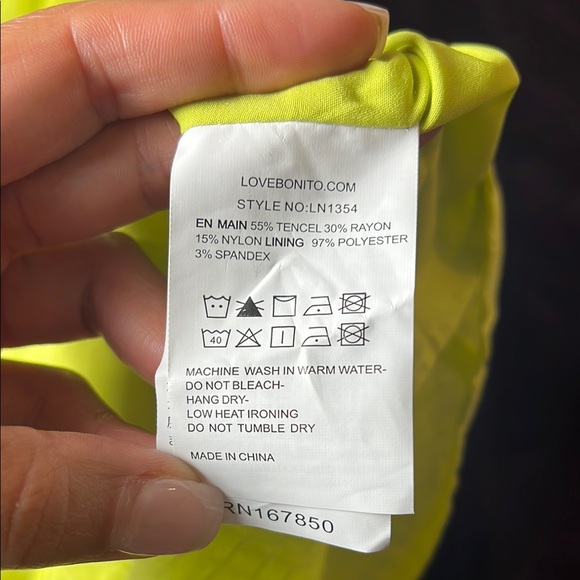 LOVEBONITO.COM
STYLE NO:LN1354
EN MAIN 55% TENCEL 30% RAYON
15% NYLON LINING 97% POLYESTER
3% SPANDEX
40
MACHINE WASH IN WARM WATER-
DO NOT BLEACH-
HANG DRY-
LOW HEAT IRONING
DO NOT TUMBLE DRY
MADE IN CHINA
RN167850